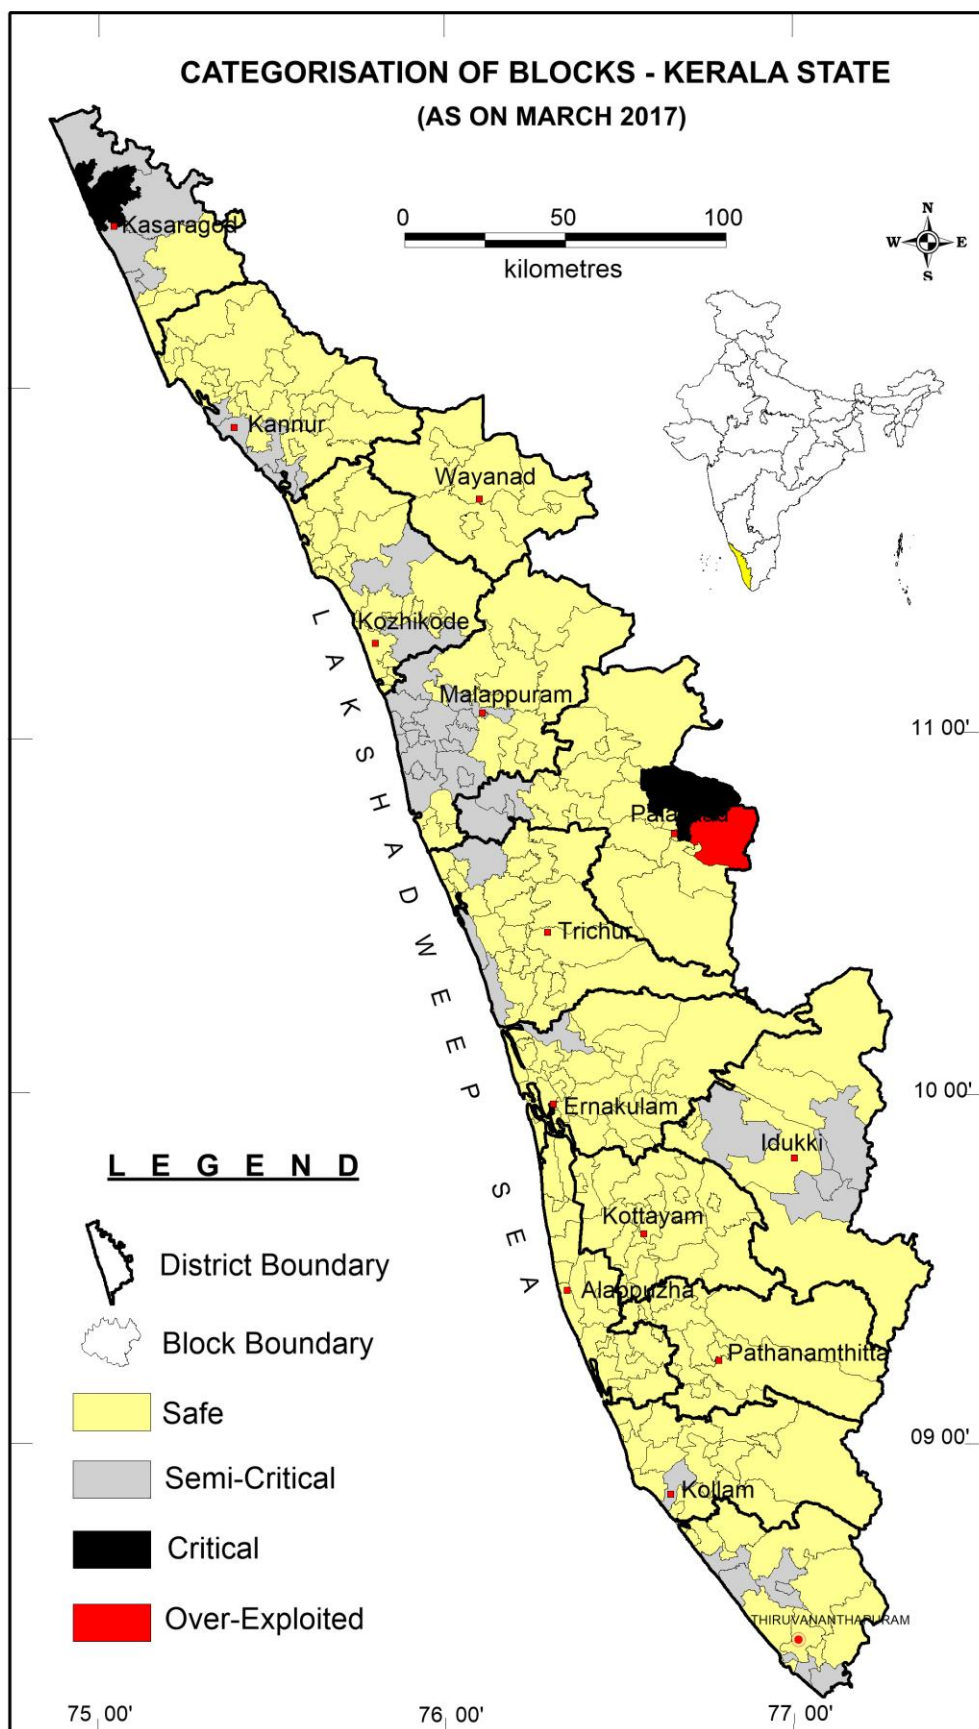 CATEGORISATION OF BLOCKS - KERALA STATE
(AS ON MARCH 2017)
0 50 100
kilometres
N
W E
S
Kasaragod
Kannur
Wayanad
Kozhikode
Malappuram
11 00'
Palakkad
Trichur
LAKSHADWEEP SEA
10 00'
Ernakulam
Idukki
Kottayam
Alappuzha
Pathanamthitta
09 00'
Kollam
THIRUVANANTHAPURAM
LEGEND
District Boundary
Block Boundary
Safe
Semi-Critical
Critical
Over-Exploited
75 00' 76 00' 77 00'